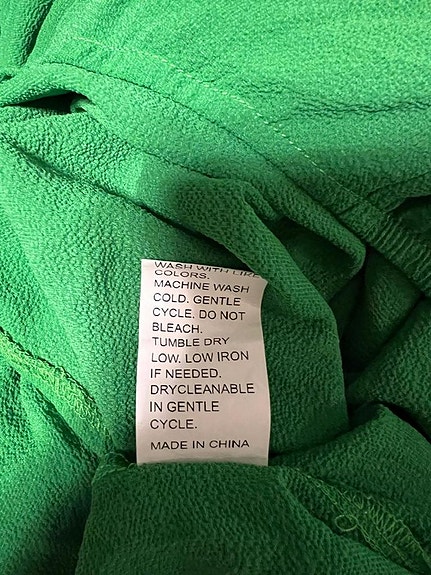 WASH WITH LIKE
COLORS.
MACHINE WASH
COLD. GENTLE
CYCLE. DO NOT
BLEACH.
TUMBLE DRY
LOW. LOW IRON
IF NEEDED.
DRYCLEANABLE
IN GENTLE
CYCLE.
MADE IN CHINA